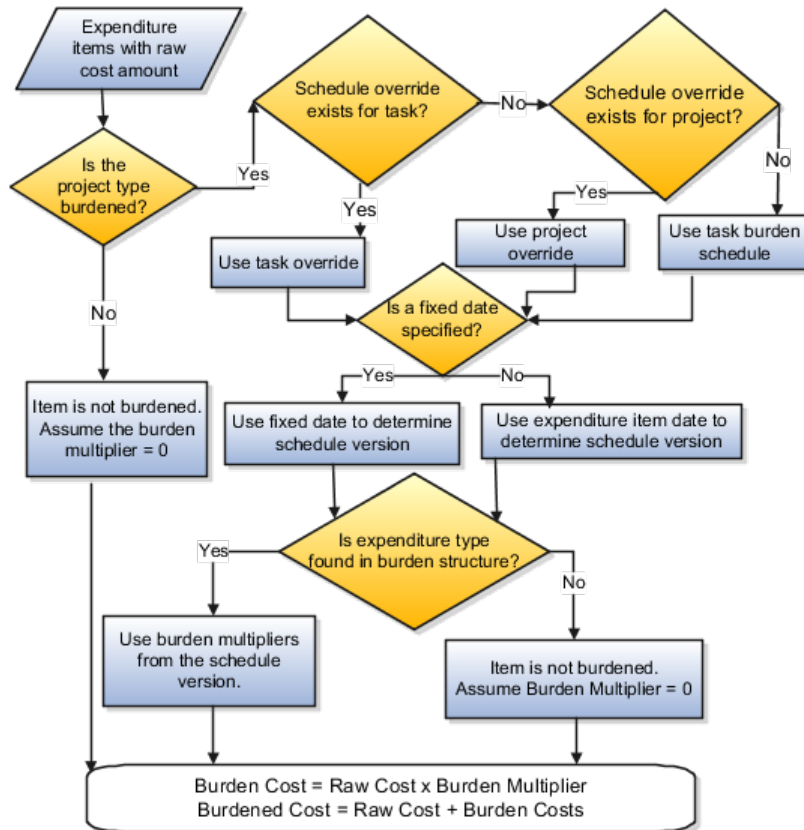 Expenditure
items with raw
cost amount
Is the
project type
burdened?
Yes
Schedule override
exists for task?
No
Schedule override
exists for project?
No
Yes
Yes
Use task override
Use project
override
Use task burden
schedule
No
Is a fixed date
specified?
Yes
No
Item is not burdened.
Assume the burden
multiplier = 0
Use fixed date to determine
schedule version
Use expenditure item date to
determine schedule version
Is expenditure type
found in burden structure?
Yes
No
Use burden multipliers
from the schedule
version.
Item is not burdened.
Assume Burden Multiplier = 0
Burden Cost = Raw Cost x Burden Multiplier
Burdened Cost = Raw Cost + Burden Costs